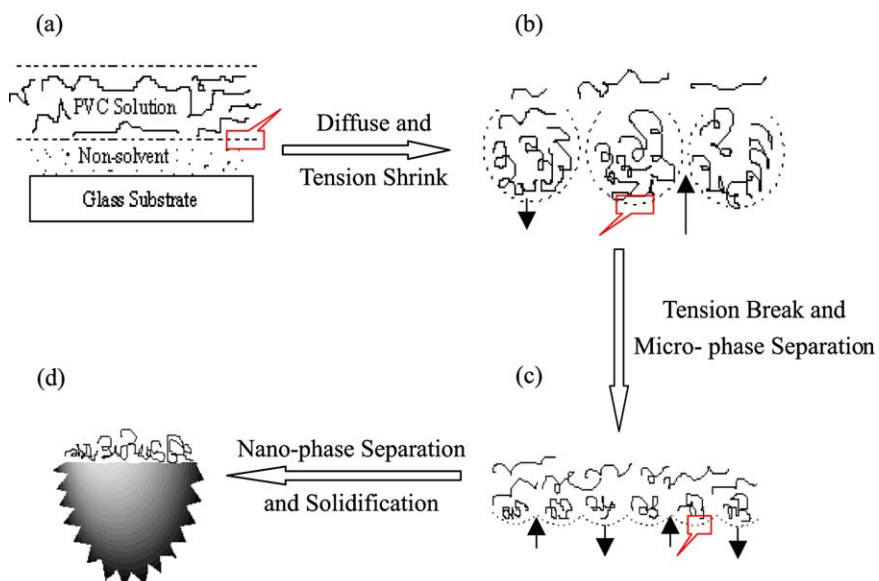 (a)
PVC Solution
Non-solvent
Glass Substrate
Diffuse and
Tension Shrink
(b)
Tension Break and
Micro- phase Separation
(c)
(d)
Nano-phase Separation
and Solidification